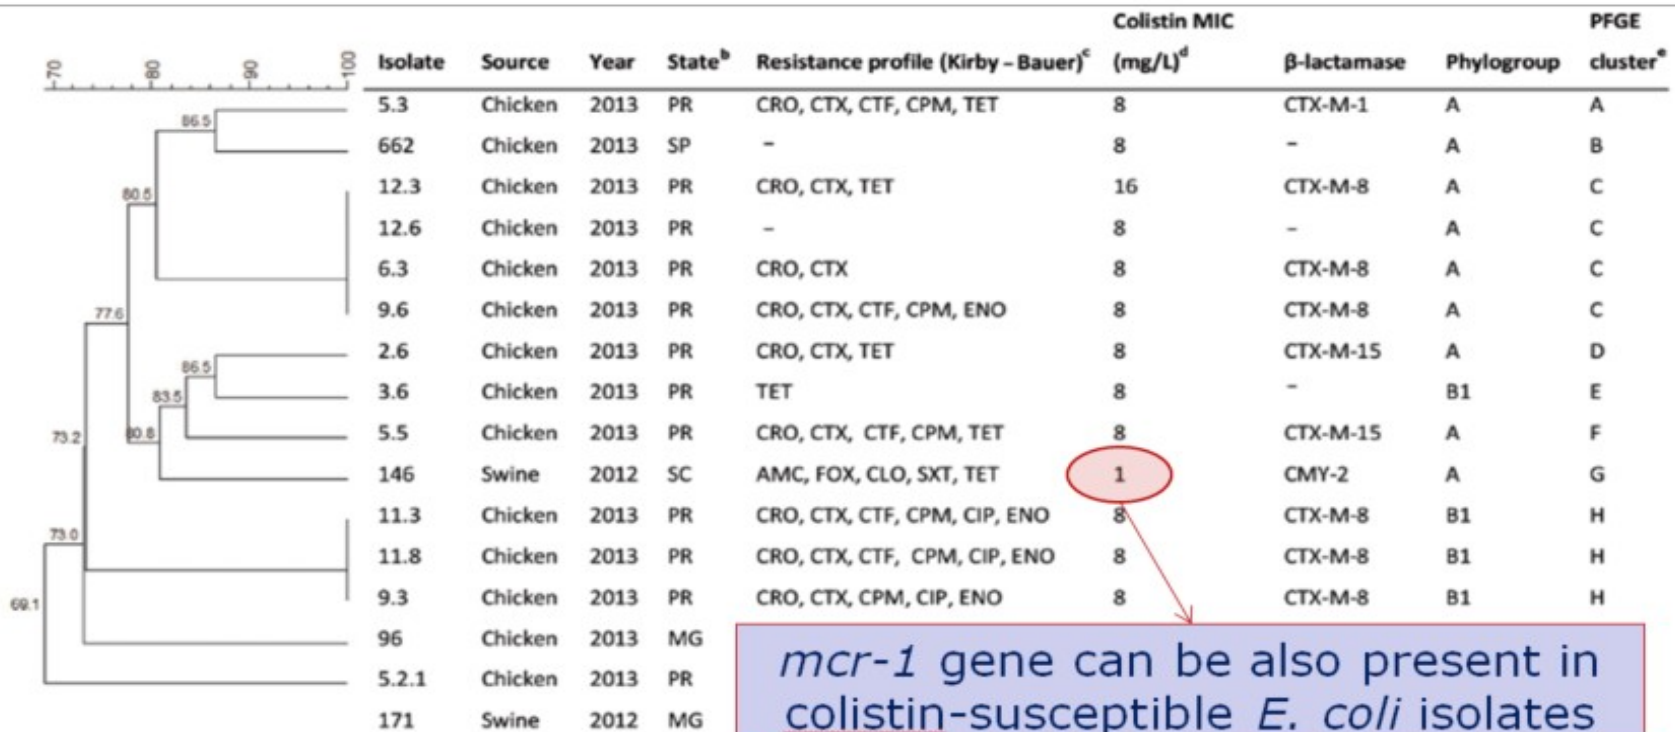 Colistin MIC PFGE
Isolate Source Year State^b Resistance profile (Kirby – Bauer)^c (mg/L)^d β-lactamase Phylogroup cluster^e
70 80 90 100
5.3 Chicken 2013 PR CRO, CTX, CTF, CPM, TET 8 CTX-M-1 A A
86.5
662 Chicken 2013 SP – 8 – A B
12.3 Chicken 2013 PR CRO, CTX, TET 16 CTX-M-8 A C
80.5
12.6 Chicken 2013 PR – 8 – A C
6.3 Chicken 2013 PR CRO, CTX 8 CTX-M-8 A C
9.6 Chicken 2013 PR CRO, CTX, CTF, CPM, ENO 8 CTX-M-8 A C
77.6
2.6 Chicken 2013 PR CRO, CTX, TET 8 CTX-M-15 A D
86.5
3.6 Chicken 2013 PR TET 8 – B1 E
83.5
5.5 Chicken 2013 PR CRO, CTX, CTF, CPM, TET 8 CTX-M-15 A F
73.2 80.8
146 Swine 2012 SC AMC, FOX, CLO, SXT, TET 1 CMY-2 A G
11.3 Chicken 2013 PR CRO, CTX, CTF, CPM, CIP, ENO 8 CTX-M-8 B1 H
73.0
11.8 Chicken 2013 PR CRO, CTX, CTF, CPM, CIP, ENO 8 CTX-M-8 B1 H
9.3 Chicken 2013 PR CRO, CTX, CPM, CIP, ENO 8 CTX-M-8 B1 H
69.1
96 Chicken 2013 MG
5.2.1 Chicken 2013 PR
171 Swine 2012 MG
mcr-1 gene can be also present in
colistin-susceptible E. coli isolates